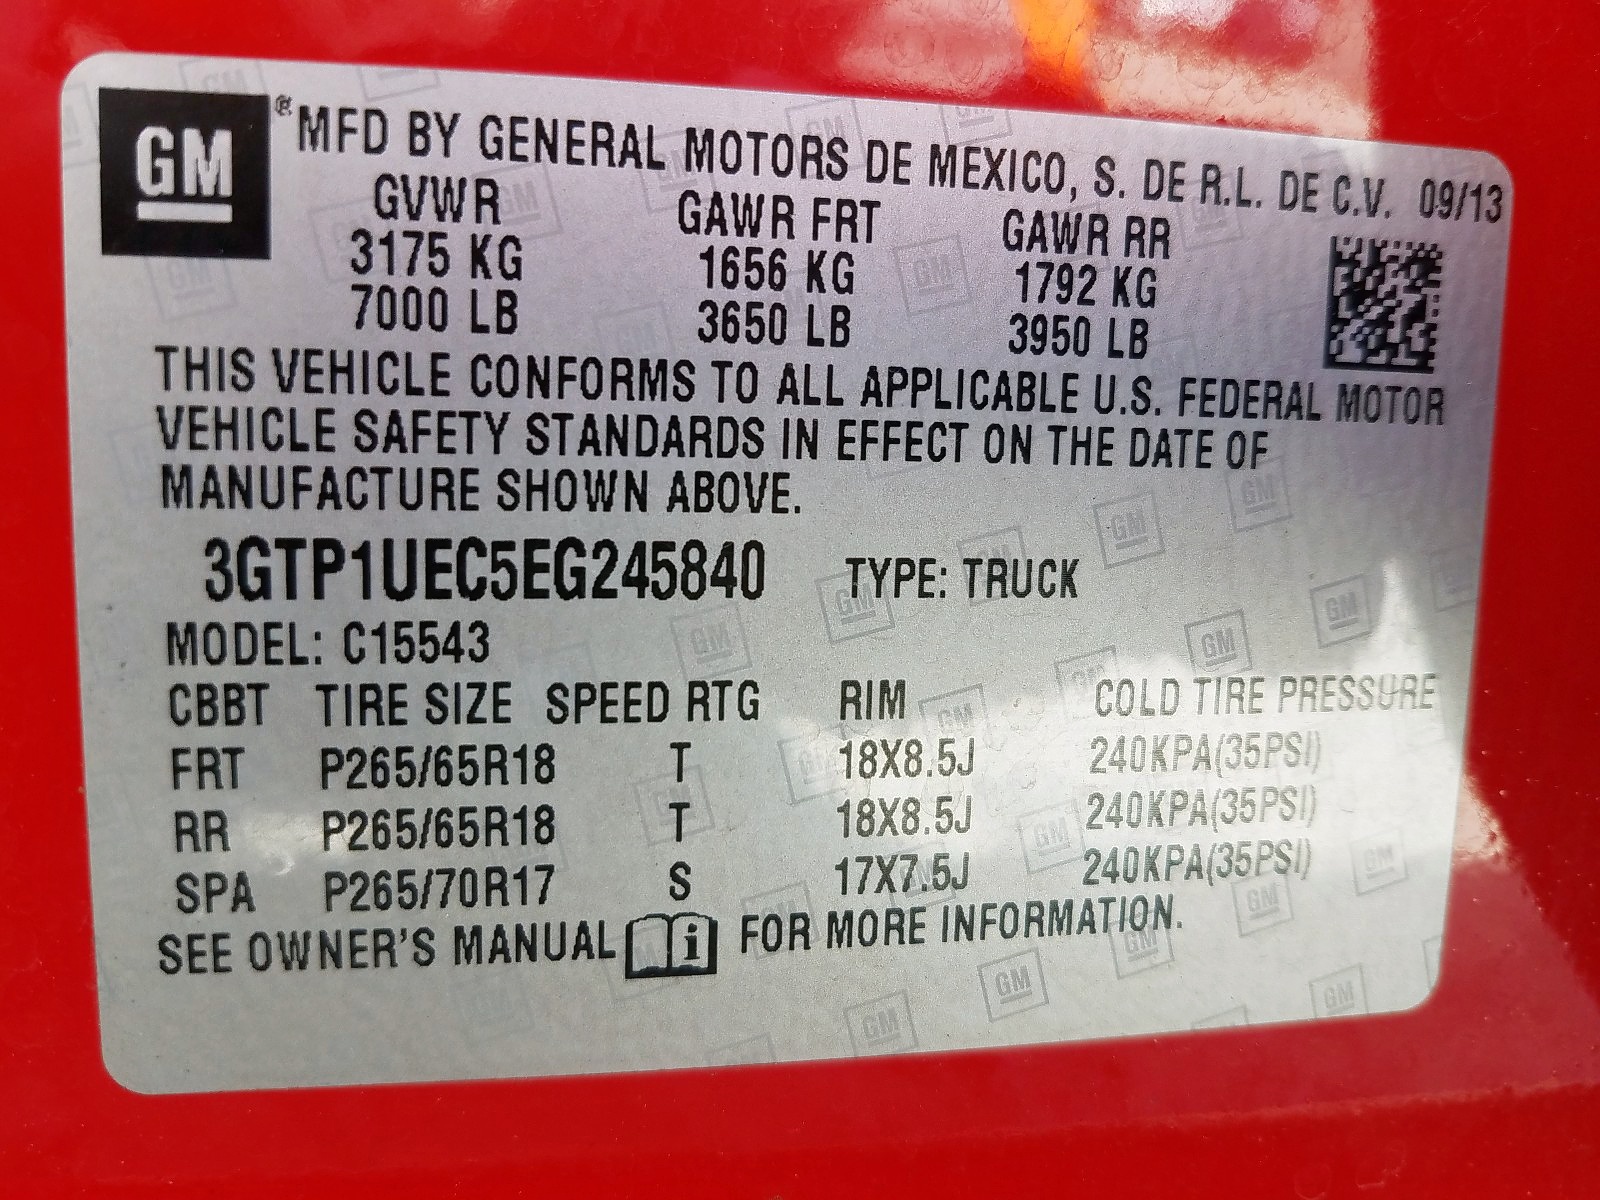 GM ® MFD BY GENERAL MOTORS DE MEXICO, S. DE R.L. DE C.V. 09/13
GVWR GAWR FRT GAWR RR
3175 KG 1656 KG 1792 KG
7000 LB 3650 LB 3950 LB
THIS VEHICLE CONFORMS TO ALL APPLICABLE U.S. FEDERAL MOTOR
VEHICLE SAFETY STANDARDS IN EFFECT ON THE DATE OF
MANUFACTURE SHOWN ABOVE.
3GTP1UEC5EG245840 TYPE: TRUCK
MODEL: C15543
CBBT TIRE SIZE SPEED RTG RIM COLD TIRE PRESSURE
FRT P265/65R18 T 18X8.5J 240KPA(35PSI)
RR P265/65R18 T 18X8.5J 240KPA(35PSI)
SPA P265/70R17 S 17X7.5J 240KPA(35PSI)
SEE OWNER'S MANUAL i FOR MORE INFORMATION.